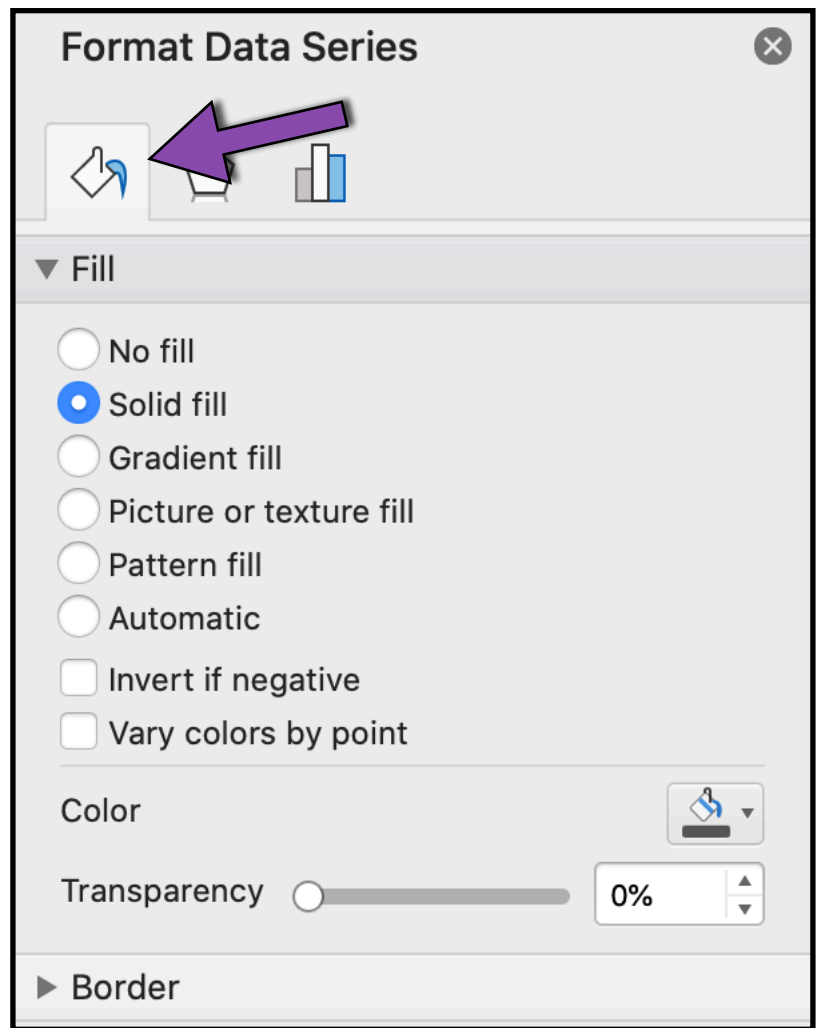 Format Data Series
Fill
No fill
Solid fill
Gradient fill
Picture or texture fill
Pattern fill
Automatic
Invert if negative
Vary colors by point
Color
Transparency 0%
Border